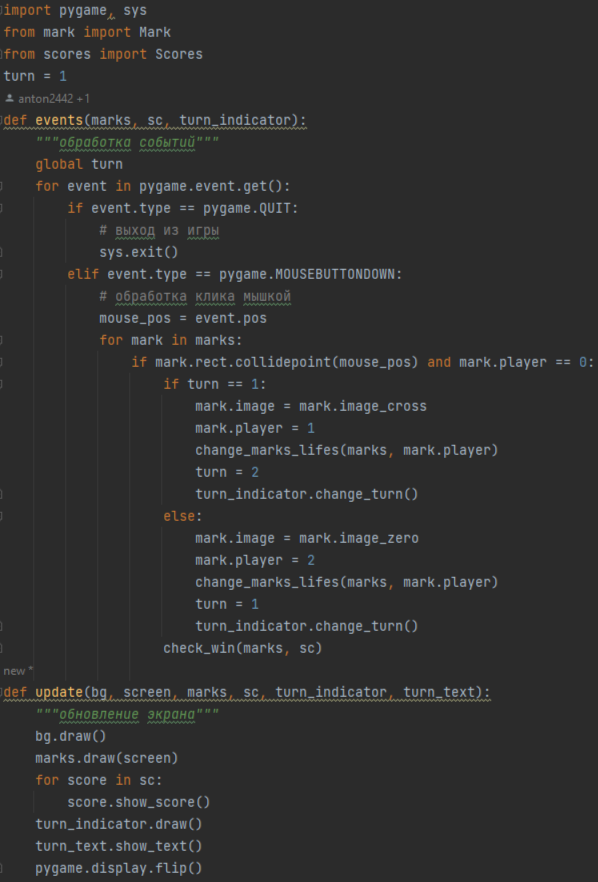 import pygame, sys
from mark import Mark
from scores import Scores
turn = 1
anton2442 +1
def events(marks, sc, turn_indicator):
    """обработка событий"""
    global turn
    for event in pygame.event.get():
        if event.type == pygame.QUIT:
            # выход из игры
            sys.exit()
        elif event.type == pygame.MOUSEBUTTONDOWN:
            # обработка клика мышкой
            mouse_pos = event.pos
            for mark in marks:
                if mark.rect.collidepoint(mouse_pos) and mark.player == 0:
                    if turn == 1:
                        mark.image = mark.image_cross
                        mark.player = 1
                        change_marks_lifes(marks, mark.player)
                        turn = 2
                        turn_indicator.change_turn()
                    else:
                        mark.image = mark.image_zero
                        mark.player = 2
                        change_marks_lifes(marks, mark.player)
                        turn = 1
                        turn_indicator.change_turn()
                    check_win(marks, sc)
new *
def update(bg, screen, marks, sc, turn_indicator, turn_text):
    """обновление экрана"""
    bg.draw()
    marks.draw(screen)
    for score in sc:
        score.show_score()
    turn_indicator.draw()
    turn_text.show_text()
    pygame.display.flip()